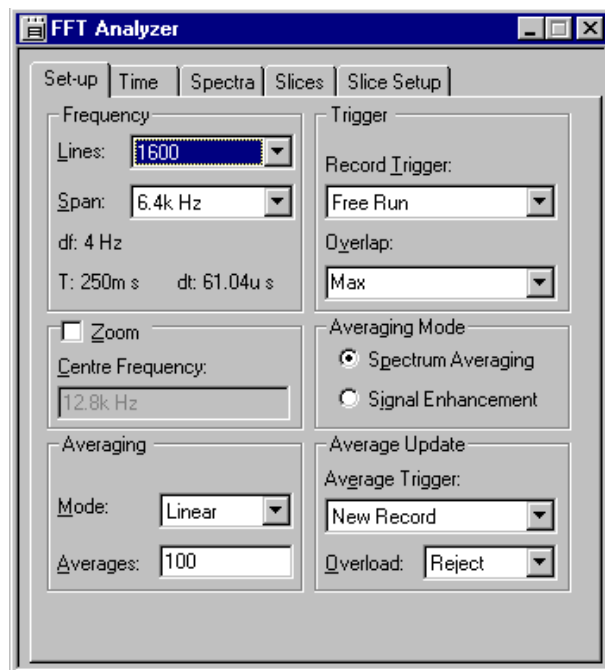 FFT Analyzer
Set-up Time Spectra Slices Slice Setup
Frequency
Lines: 1600
Span: 6.4k Hz
df: 4 Hz
T: 250m s dt: 61.04u s
Zoom
Centre Frequency:
12.8k Hz
Averaging
Mode: Linear
Averages: 100
Trigger
Record Trigger:
Free Run
Overlap:
Max
Averaging Mode
Spectrum Averaging
Signal Enhancement
Average Update
Average Trigger:
New Record
Overload: Reject